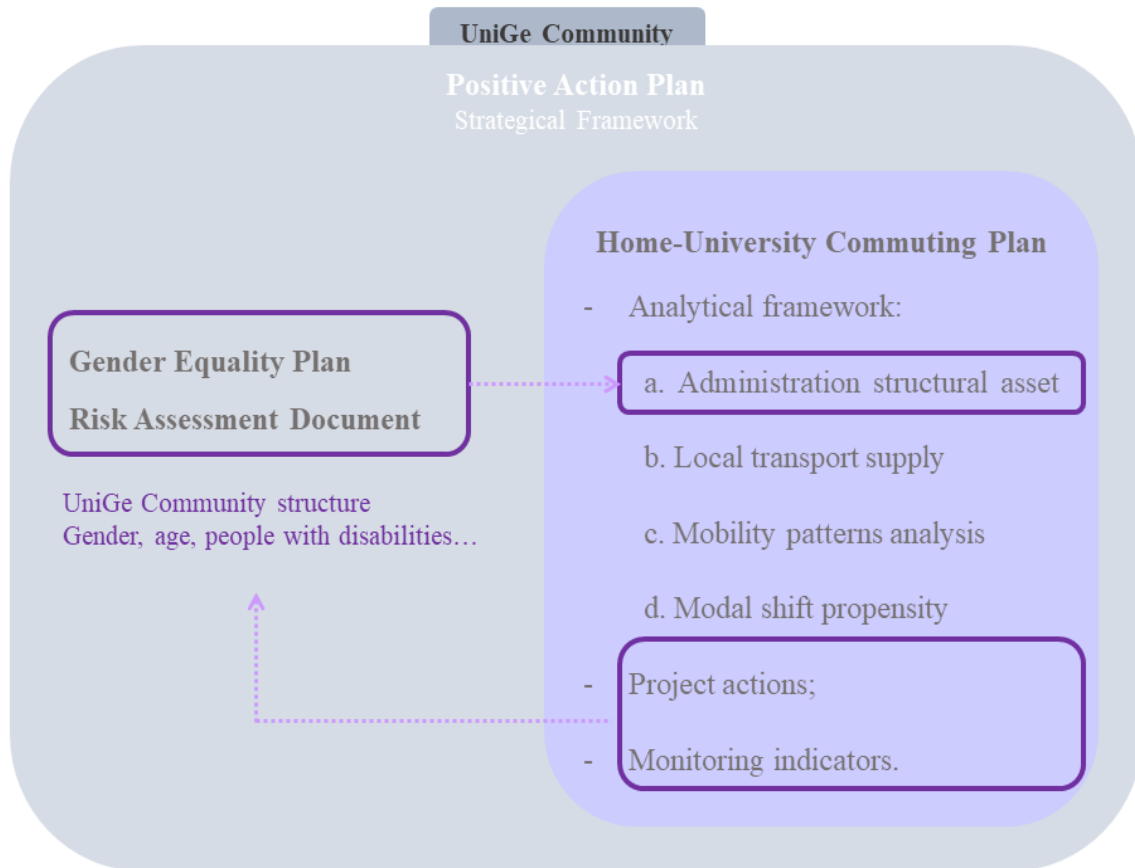 UniGe Community
Positive Action Plan
Strategical Framework
Gender Equality Plan
Risk Assessment Document
UniGe Community structure
Gender, age, people with disabilities…
Home-University Commuting Plan
- Analytical framework:
a. Administration structural asset
b. Local transport supply
c. Mobility patterns analysis
d. Modal shift propensity
- Project actions;
- Monitoring indicators.